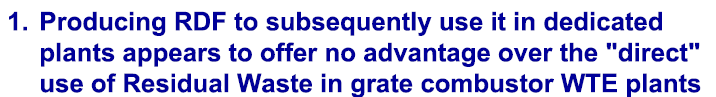 1. Producing RDF to subsequently use it in dedicated
plants appears to offer no advantage over the "direct"
use of Residual Waste in grate combustor WTE plants